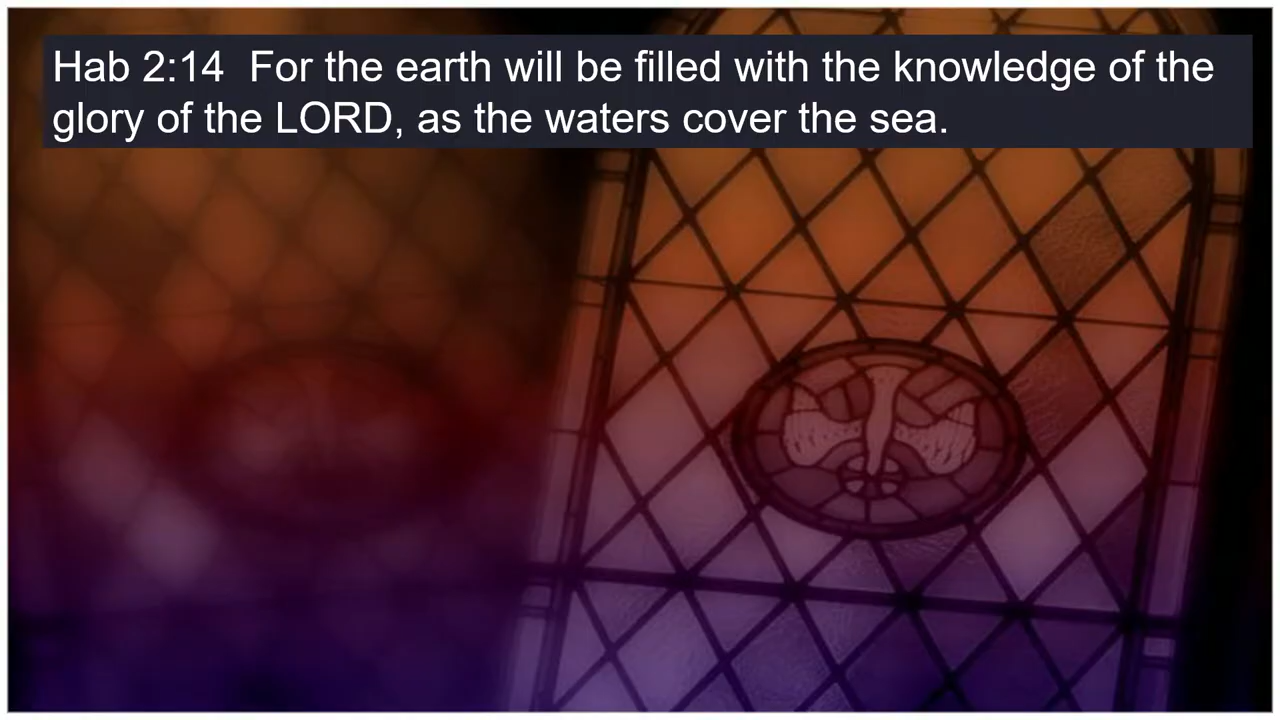 Hab 2:14  For the earth will be filled with the knowledge of the
glory of the LORD, as the waters cover the sea.